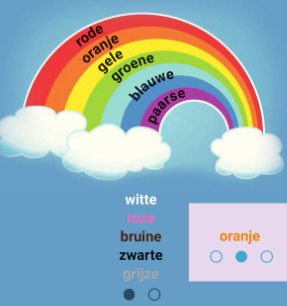 rode
oranje
gele
groene
blauwe
paarse
witte
roze
bruine
zwarte
grijze
oranje